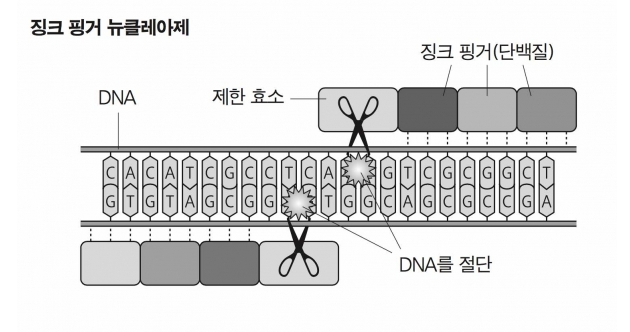 징크 핑거 뉴클레아제
징크 핑거(단백질)
제한 효소
DNA
C A C A T C G C C T C A G T C G C G G C T
G T G T A G C G G T G G C A G C G C C G A
DNA를 절단